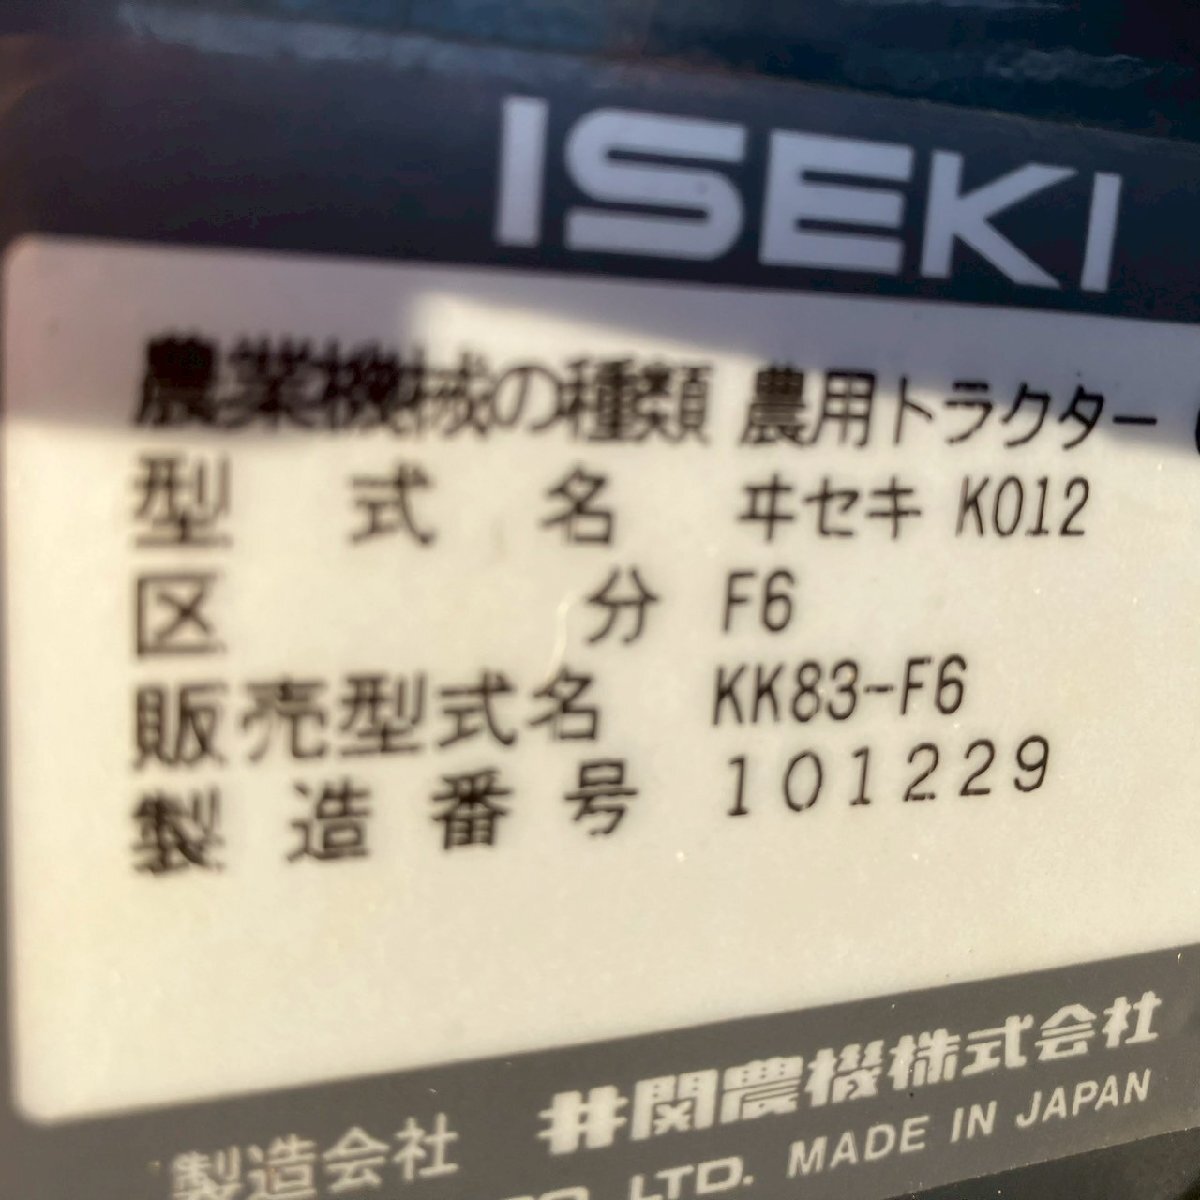 ISEKI
農業機械の種類 農用トラクター
型式名 ヰセキ K012
区分 F6
販売型式名 KK83-F6
製造番号 101229
製造会社 井関農機株式会社
LTD. MADE IN JAPAN